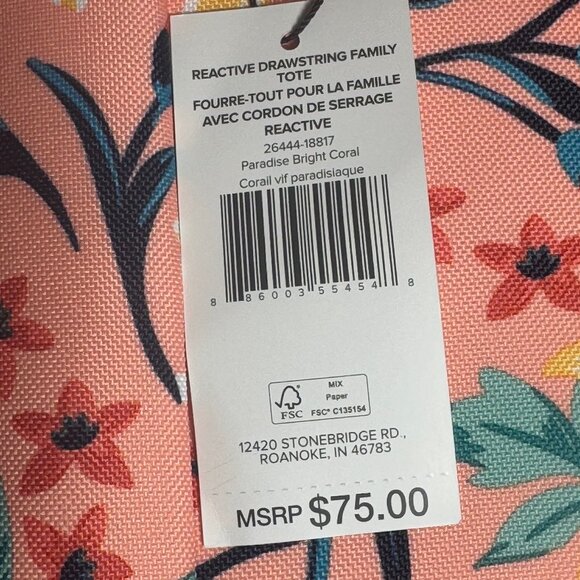 REACTIVE DRAWSTRING FAMILY
TOTE
FOURRE-TOUT POUR LA FAMILLE
AVEC CORDON DE SERRAGE
REACTIVE
26444-18817
Paradise Bright Coral
Corail vif paradisiaque
8 86003 55454 8
MIX
Paper
FSC FSC® C135154
12420 STONEBRIDGE RD.,
ROANOKE, IN 46783
MSRP $75.00